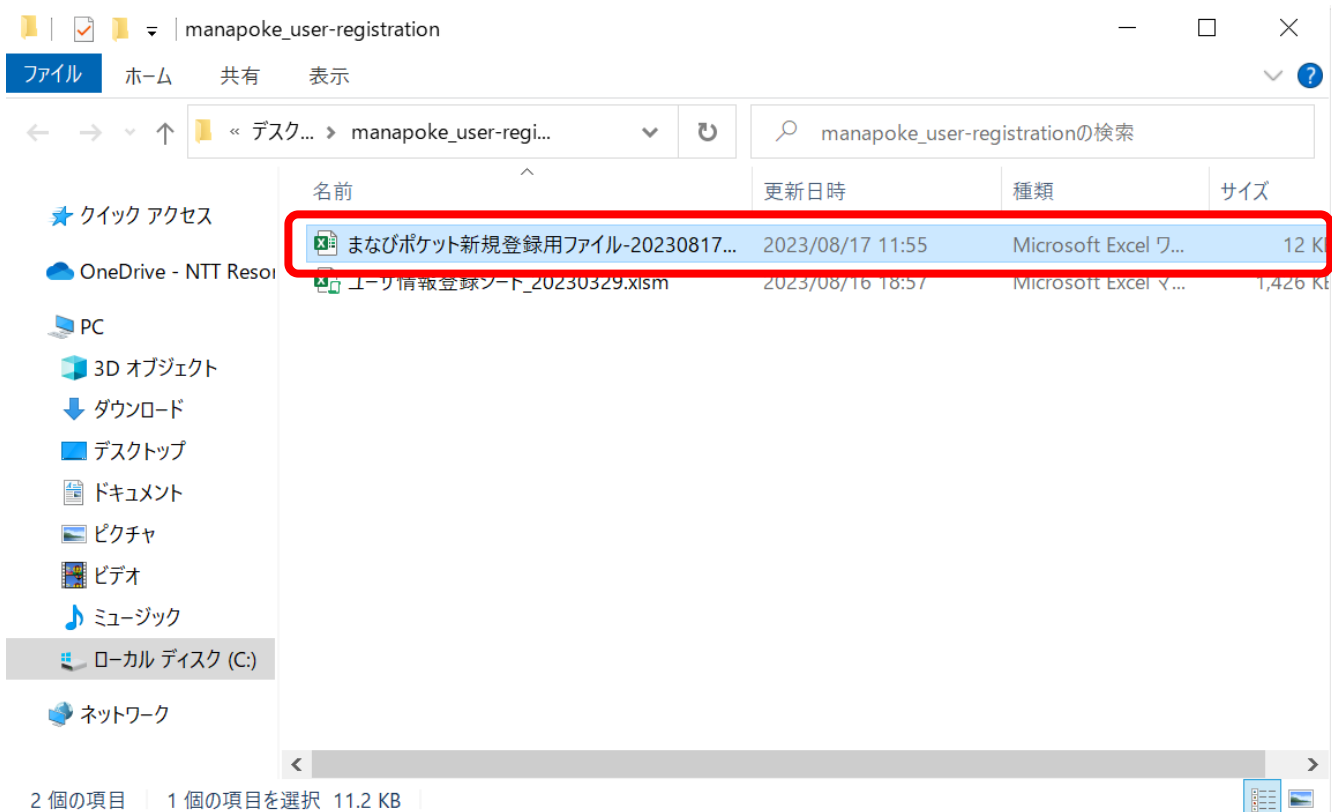 manapoke_user-registration
ファイル ホーム 共有 表示
« デスク... › manapoke_user-regi... manapoke_user-registrationの検索
名前 更新日時 種類 サイズ
クイック アクセス
まなびポケット新規登録用ファイル-20230817... 2023/08/17 11:55 Microsoft Excel ワ... 12 K
OneDrive - NTT Resor
ユーザ情報登録シート_20230329.xlsm 2023/08/16 18:57 Microsoft Excel マ... 1,426 KB
PC
3D オブジェクト
ダウンロード
デスクトップ
ドキュメント
ピクチャ
ビデオ
ミュージック
ローカル ディスク (C:)
ネットワーク
2 個の項目 1 個の項目を選択 11.2 KB